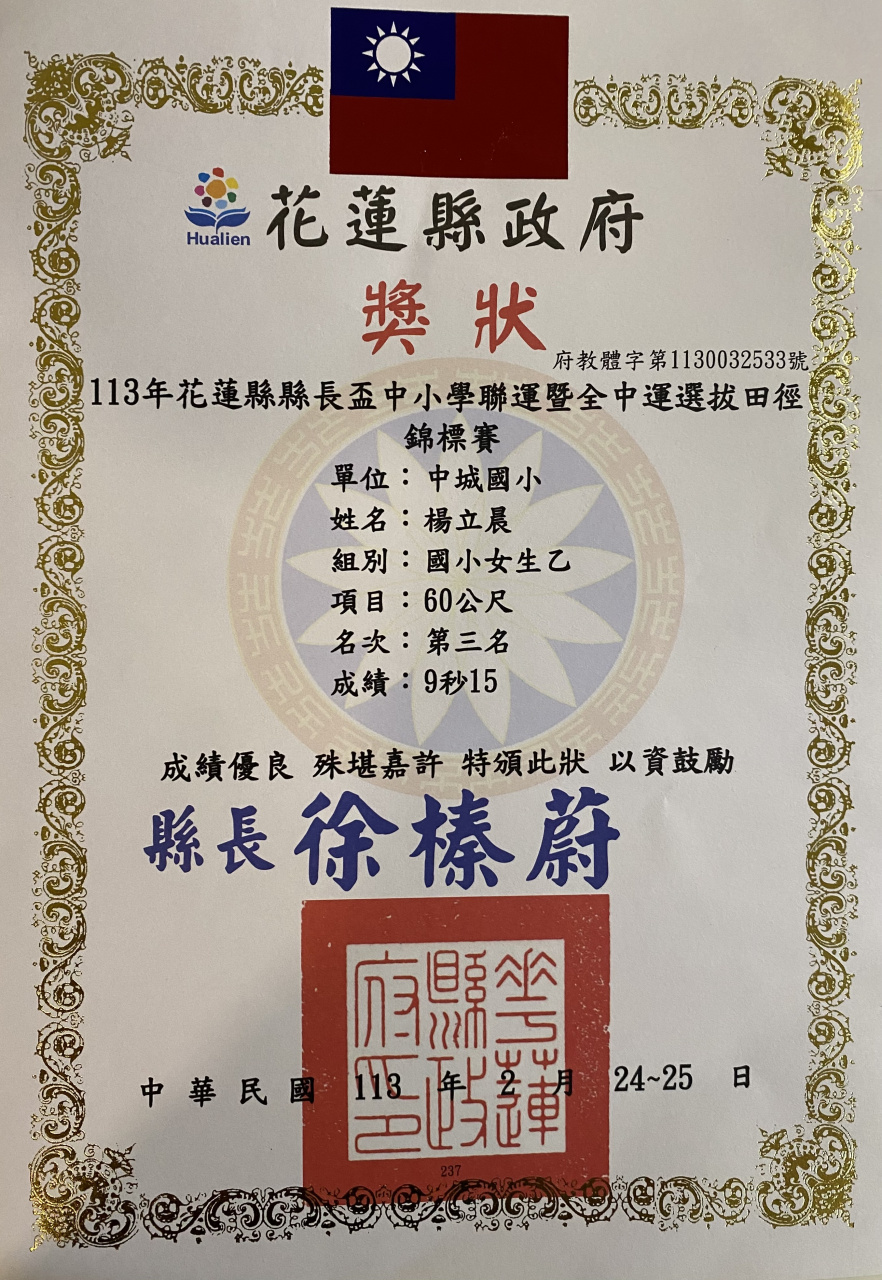 Hualien
花蓮縣政府
獎狀
府教體字第1130032533號
113年花蓮縣縣長盃中小學聯運暨全中運選拔田徑
錦標賽
單位：中城國小
姓名：楊立晨
組別：國小女生乙
項目：60公尺
名次：第三名
成績：9秒15
成績優良 殊堪嘉許 特頒此狀 以資鼓勵
縣長徐榛蔚
花蓮縣政府印
中華民國 113 年 2 月 24~25 日
237